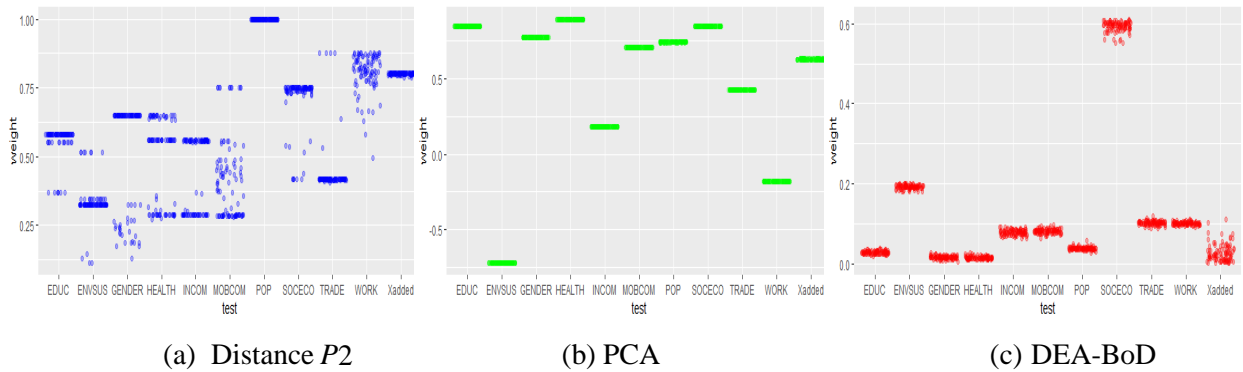 1.00
0.75
0.50
0.25
weight
EDUC ENVSUS GENDER HEALTH INCOM MOBCOM POP SOCECO TRADE WORK Xadded
test
0.5
0.0
-0.5
weight
EDUC ENVSUS GENDER HEALTH INCOM MOBCOM POP SOCECO TRADE WORK Xadded
test
0.6
0.4
0.2
0.0
weight
EDUC ENVSUS GENDER HEALTH INCOM MOBCOM POP SOCECO TRADE WORK Xadded
test
(a) Distance P2
(b) PCA
(c) DEA-BoD